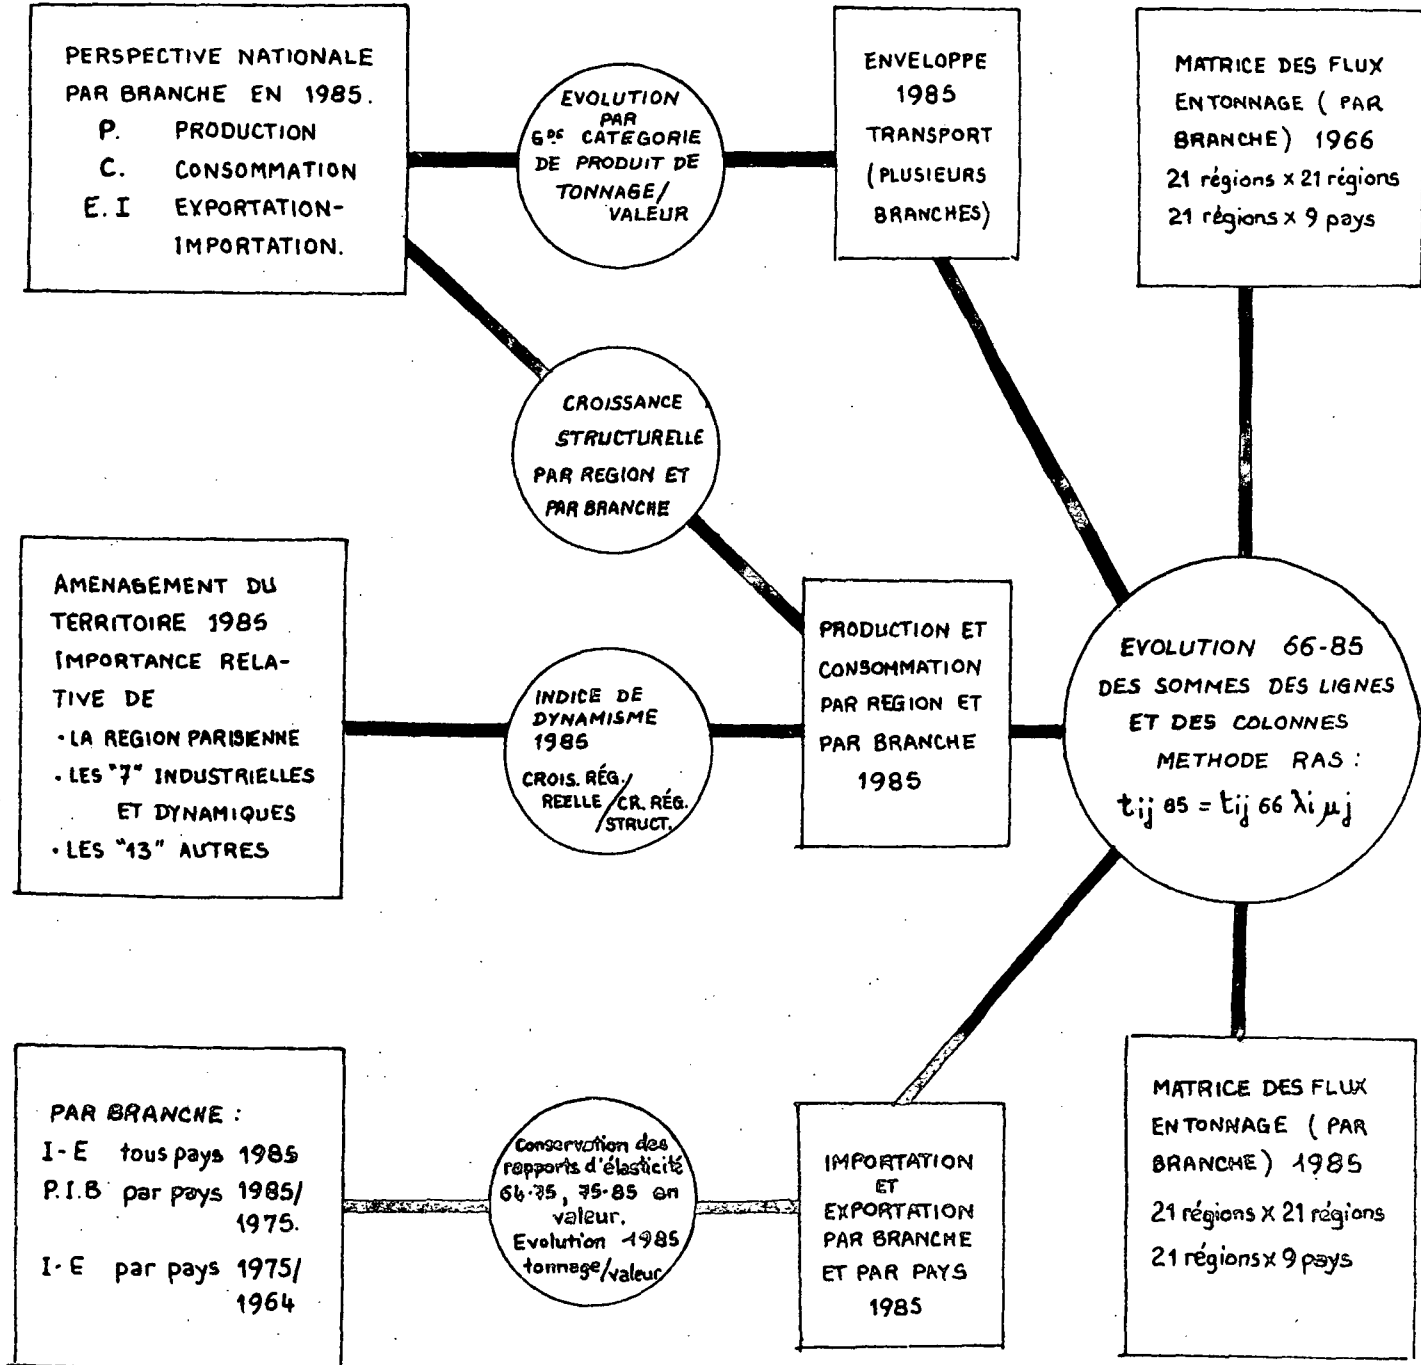 PERSPECTIVE NATIONALE
PAR BRANCHE EN 1985.
P. PRODUCTION
C. CONSOMMATION
E.I EXPORTATION-
IMPORTATION.
EVOLUTION
PAR
GDE CATEGORIE
DE PRODUIT DE
TONNAGE/
VALEUR
ENVELOPPE
1985
TRANSPORT
(PLUSIEURS
BRANCHES)
MATRICE DES FLUX
EN TONNAGE ( PAR
BRANCHE) 1966
21 régions x 21 régions
21 régions x 9 pays
CROISSANCE
STRUCTURELLE
PAR REGION ET
PAR BRANCHE
AMENAGEMENT DU
TERRITOIRE 1985
IMPORTANCE RELA-
TIVE DE
· LA REGION PARISIENNE
· LES "7" INDUSTRIELLES
ET DYNAMIQUES
· LES "13" AUTRES
INDICE DE
DYNAMISME
1985
CROIS. RÉG./
REELLE / CR. RÉG.
STRUCT.
PRODUCTION ET
CONSOMMATION
PAR REGION ET
PAR BRANCHE
1985
EVOLUTION 66-85
DES SOMMES DES LIGNES
ET DES COLONNES
METHODE RAS :
tij 85 = tij 66 λi μj
PAR BRANCHE :
I-E tous pays 1985
P.I.B par pays 1985/
1975.
I-E par pays 1975/
1964
Conservation des
rapports d'élasticité
64-75, 75-85 en
valeur.
Evolution 1985
tonnage/valeur
IMPORTATION
ET
EXPORTATION
PAR BRANCHE
ET PAR PAYS
1985
MATRICE DES FLUX
EN TONNAGE ( PAR
BRANCHE) 1985
21 régions x 21 régions
21 régions x 9 pays